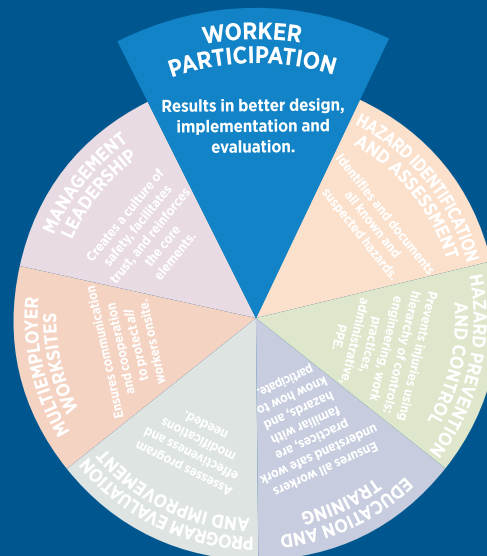 WORKER
PARTICIPATION
Results in better design,
implementation and
evaluation.
HAZARD IDENTIFICATION
AND ASSESSMENT
Identifies and documents
all known and
suspected hazards.
HAZARD PREVENTION
AND CONTROL
Prevents injuries using
hierarchy of controls:
engineering, work
practices,
administrative,
PPE.
EDUCATION AND
TRAINING
Ensures all workers
understand safe work
practices, are
familiar with
hazards, and
know how to
participate.
PROGRAM EVALUATION
AND IMPROVEMENT
Assesses program
effectiveness and
modifications
needed.
MULTIEMPLOYER
WORKSITES
Ensures communication
and cooperation
to protect all
workers onsite.
MANAGEMENT
LEADERSHIP
Creates a culture of
safety, facilitates
trust, and reinforces
the core
elements.